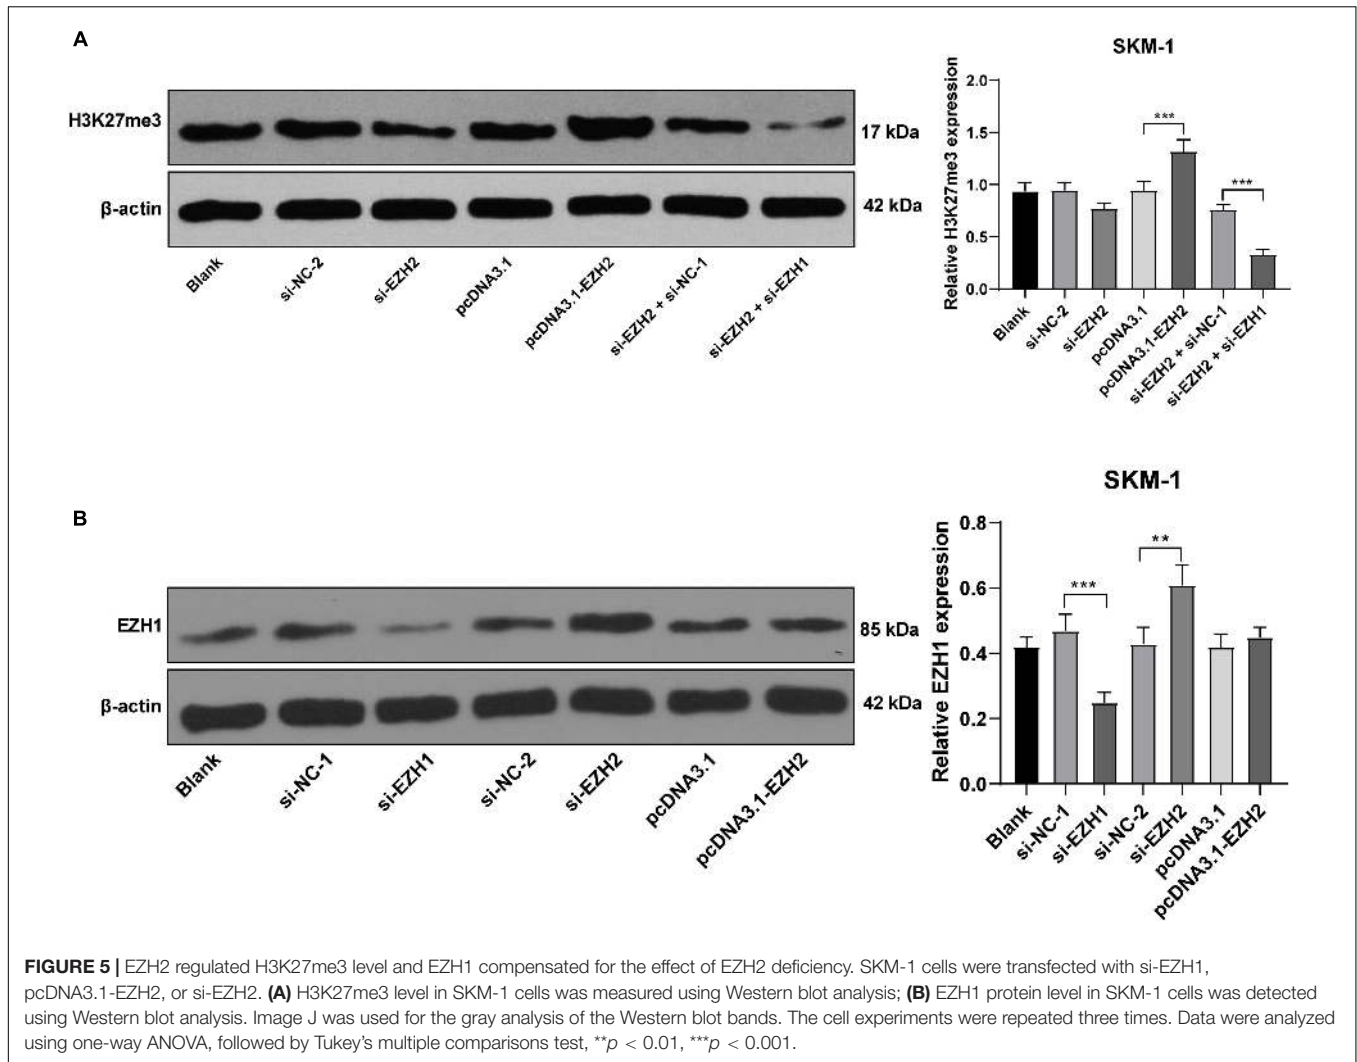 A
H3K27me3
17 kDa
β-actin
42 kDa
Blank
si-NC-2
si-EZH2
pcDNA3.1
pcDNA3.1-EZH2
si-EZH2 + si-NC-1
si-EZH2 + si-EZH1
SKM-1
Relative H3K27me3 expression
2.0
1.5
1.0
0.5
0.0
***
***
Blank
si-NC-2
si-EZH2
pcDNA3.1
pcDNA3.1-EZH2
si-EZH2 + si-NC-1
si-EZH2 + si-EZH1
B
EZH1
85 kDa
β-actin
42 kDa
Blank
si-NC-1
si-EZH1
si-NC-2
si-EZH2
pcDNA3.1
pcDNA3.1-EZH2
SKM-1
Relative EZH1 expression
0.8
0.6
0.4
0.2
0.0
***
**
Blank
si-NC-1
si-EZH1
si-NC-2
si-EZH2
pcDNA3.1
pcDNA3.1-EZH2
FIGURE 5 | EZH2 regulated H3K27me3 level and EZH1 compensated for the effect of EZH2 deficiency. SKM-1 cells were transfected with si-EZH1,
pcDNA3.1-EZH2, or si-EZH2. (A) H3K27me3 level in SKM-1 cells was measured using Western blot analysis; (B) EZH1 protein level in SKM-1 cells was detected
using Western blot analysis. Image J was used for the gray analysis of the Western blot bands. The cell experiments were repeated three times. Data were analyzed
using one-way ANOVA, followed by Tukey's multiple comparisons test, **p < 0.01, ***p < 0.001.